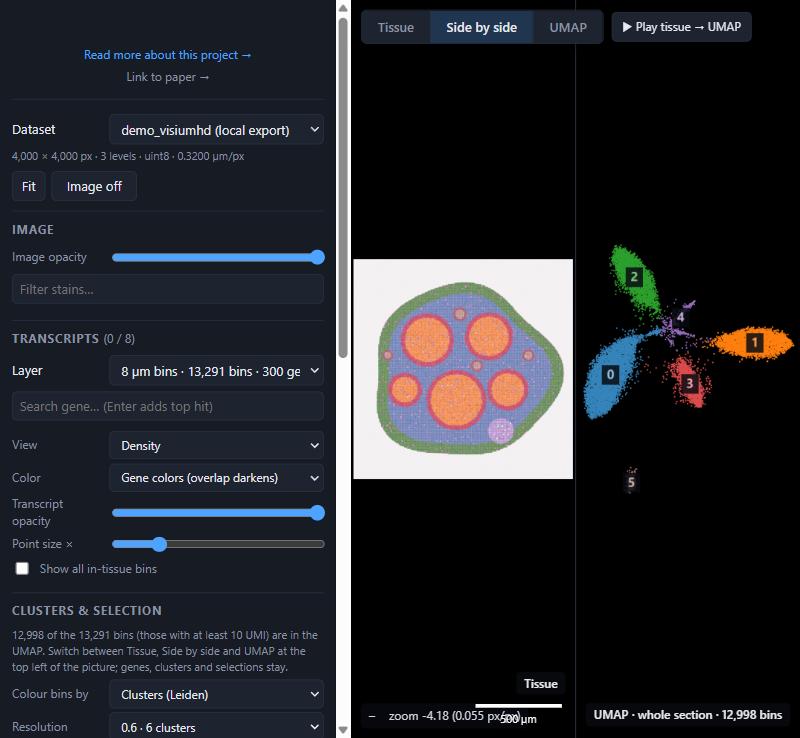 Read more about this project →
Link to paper →
Dataset
demo_visiumhd (local export)
4,000 × 4,000 px · 3 levels · uint8 · 0.3200 µm/px
Fit
Image off
IMAGE
Image opacity
Filter stains...
TRANSCRIPTS (0 / 8)
Layer
8 µm bins · 13,291 bins · 300 ge
Search gene... (Enter adds top hit)
View
Density
Color
Gene colors (overlap darkens)
Transcript
opacity
Point size ×
Show all in-tissue bins
CLUSTERS & SELECTION
12,998 of the 13,291 bins (those with at least 10 UMI) are in the
UMAP. Switch between Tissue, Side by side and UMAP at the
top left of the picture; genes, clusters and selections stay.
Colour bins by
Clusters (Leiden)
Resolution
0.6 · 6 clusters
Tissue
Side by side
UMAP
▶ Play tissue → UMAP
2
4
1
0
3
5
Tissue
– zoom -4.18 (0.055 px/px)
500 µm
UMAP · whole section · 12,998 bins